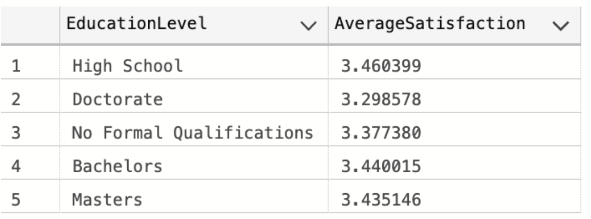 EducationLevel AverageSatisfaction
1 High School 3.460399
2 Doctorate 3.298578
3 No Formal Qualifications 3.377380
4 Bachelors 3.440015
5 Masters 3.435146